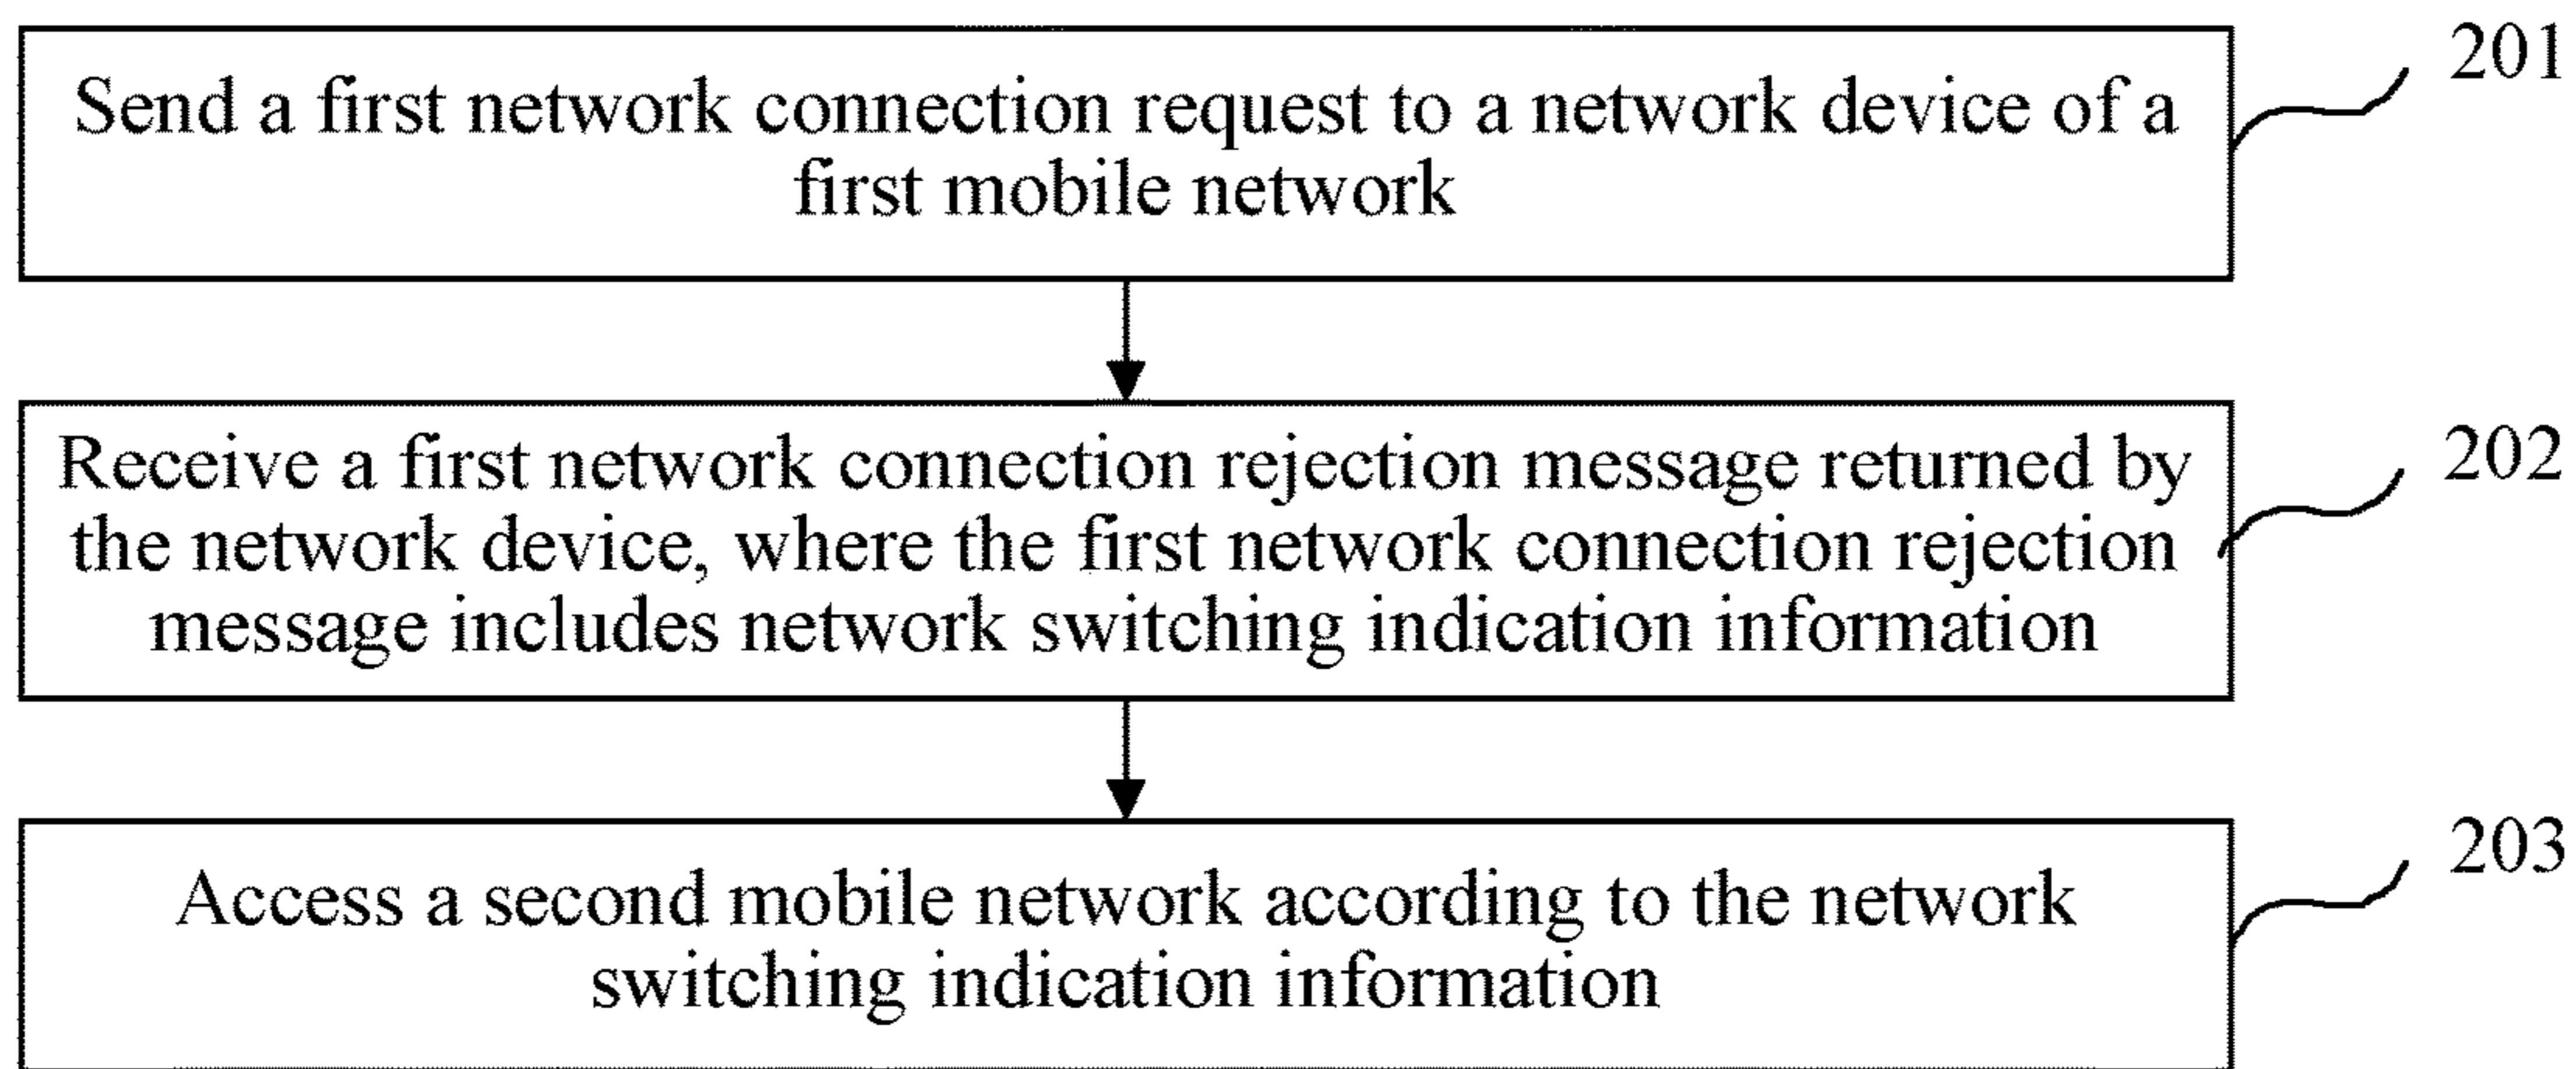 201
Send a first network connection request to a network device of a
first mobile network
202
Receive a first network connection rejection message returned by
the network device, where the first network connection rejection
message includes network switching indication information
203
Access a second mobile network according to the network
switching indication information